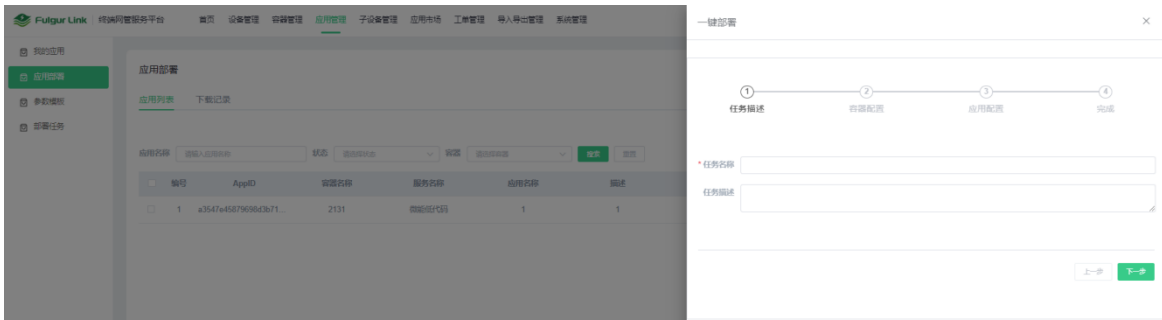 Fulgur Link 终端网管服务平台 首页 设备管理 容器管理 应用管理 子设备管理 应用市场 工单管理 导入导出管理 系统管理
我的应用
应用部署
参数模板
部署任务
应用部署
应用列表 下载记录
应用名称 请输入应用名称 状态 请选择状态 容器 请选择容器 搜索 重置
编号 AppID 容器名称 服务名称 应用名称 描述
1 a3547e45879698d3b71... 2131 微服低代码 1 1
一键部署
1 2 3 4
任务描述 容器配置 应用配置 完成
* 任务名称
任务描述
上一步 下一步